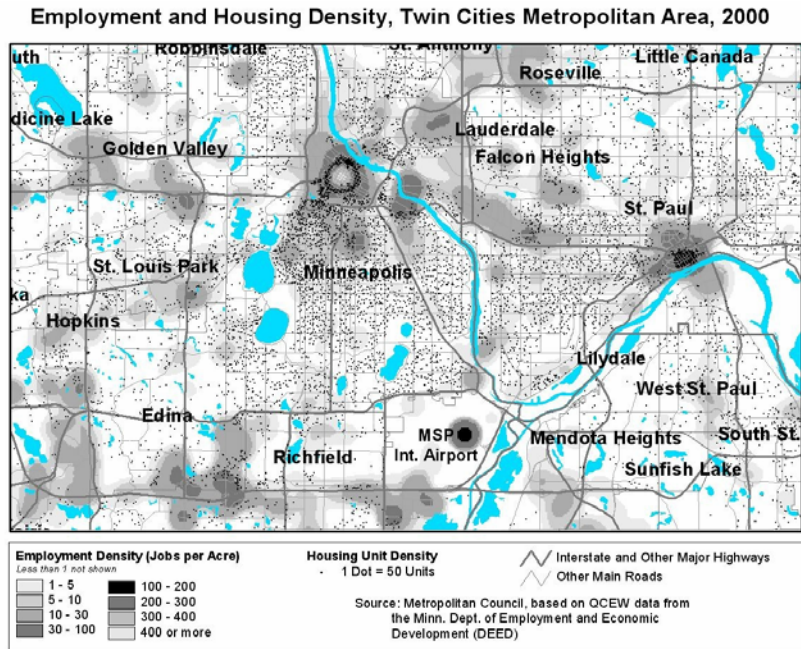 Employment and Housing Density, Twin Cities Metropolitan Area, 2000
Robbinsdale
St. Anthony
Little Canada
uth
Roseville
dicine Lake
Lauderdale
Golden Valley
Falcon Heights
St. Paul
St. Louis Park
Minneapolis
ka
Hopkins
Lilydale
West St. Paul
Edina
MSP
Int. Airport
Mendota Heights
South St.
Richfield
Sunfish Lake
Employment Density (Jobs per Acre)
Less than 1 not shown
1 - 5
5 - 10
10 - 30
30 - 100
100 - 200
200 - 300
300 - 400
400 or more
Housing Unit Density
1 Dot = 50 Units
Interstate and Other Major Highways
Other Main Roads
Source: Metropolitan Council, based on QCEW data from
the Minn. Dept. of Employment and Economic
Development (DEED)